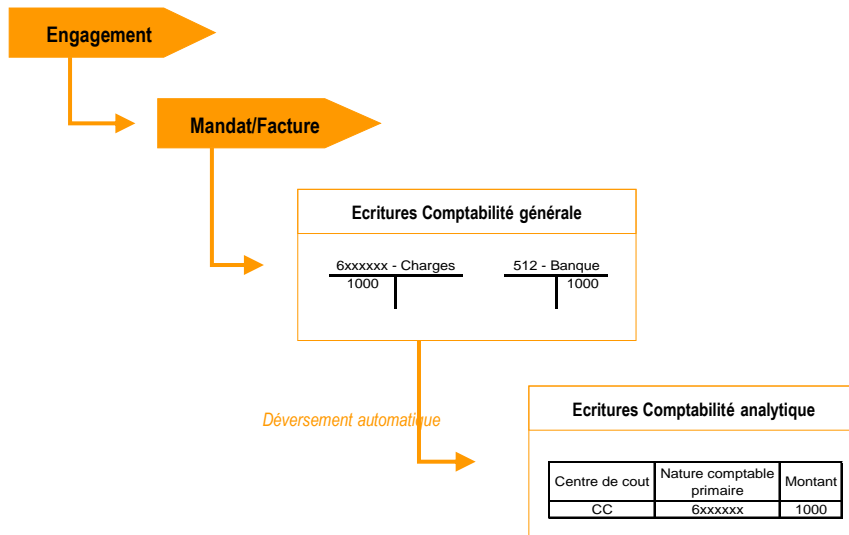 Engagement
Mandat/Facture
Ecritures Comptabilité générale
6xxxxxx - Charges 512 - Banque
1000 1000
Déversement automatique
Ecritures Comptabilité analytique
Centre de cout Nature comptable primaire Montant
CC 6xxxxxx 1000